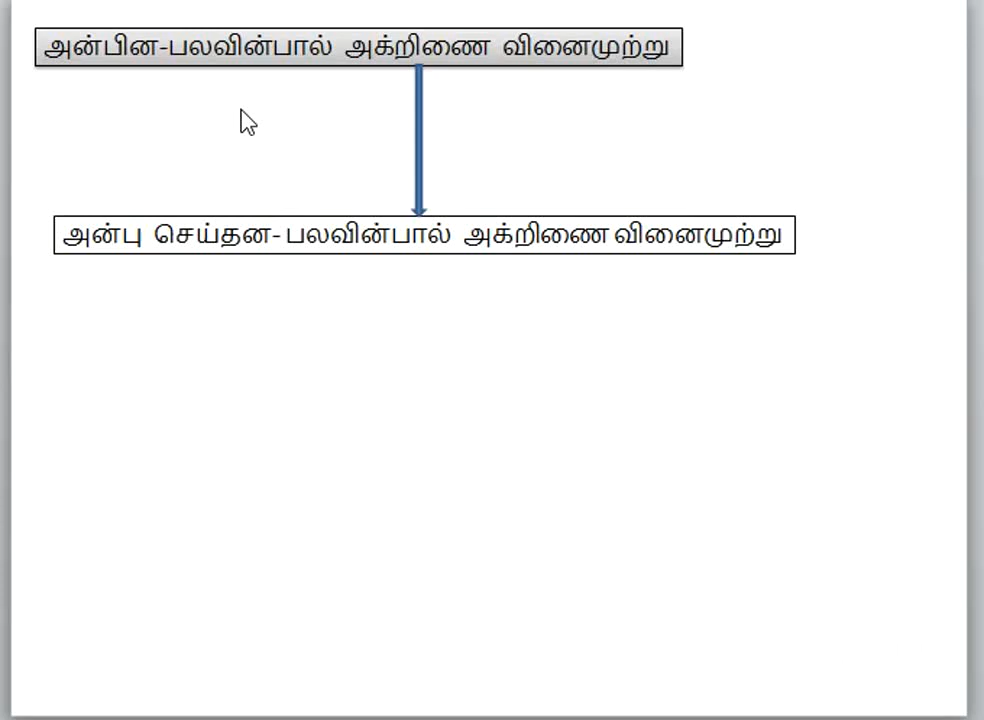 அன்பின-பலவின்பால் அக்றிணை வினைமுற்று
அன்பு செய்தன- பலவின்பால் அக்றிணை வினைமுற்று